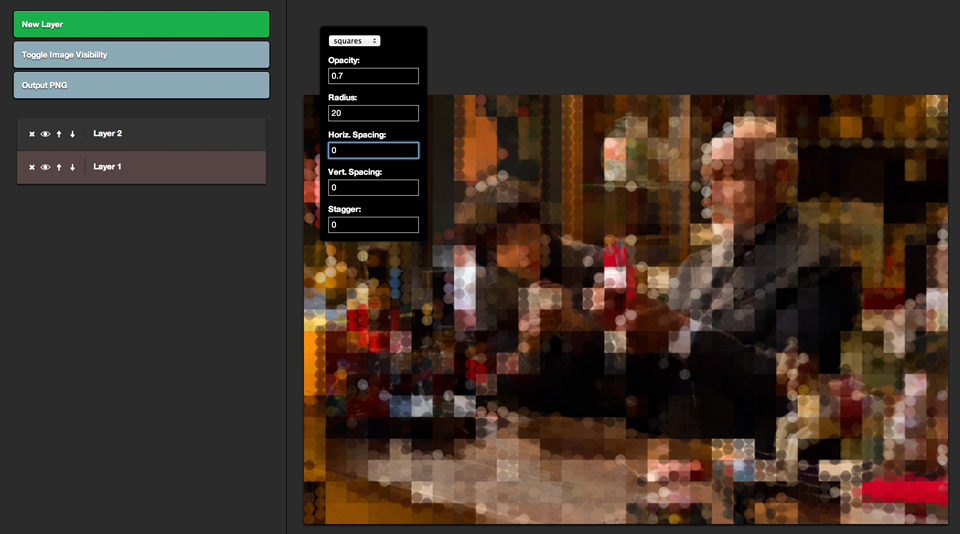 New Layer
Toggle Image Visibility
Output PNG
Layer 2
Layer 1
squares
Opacity:
0.7
Radius:
20
Horiz. Spacing:
0
Vert. Spacing:
0
Stagger:
0